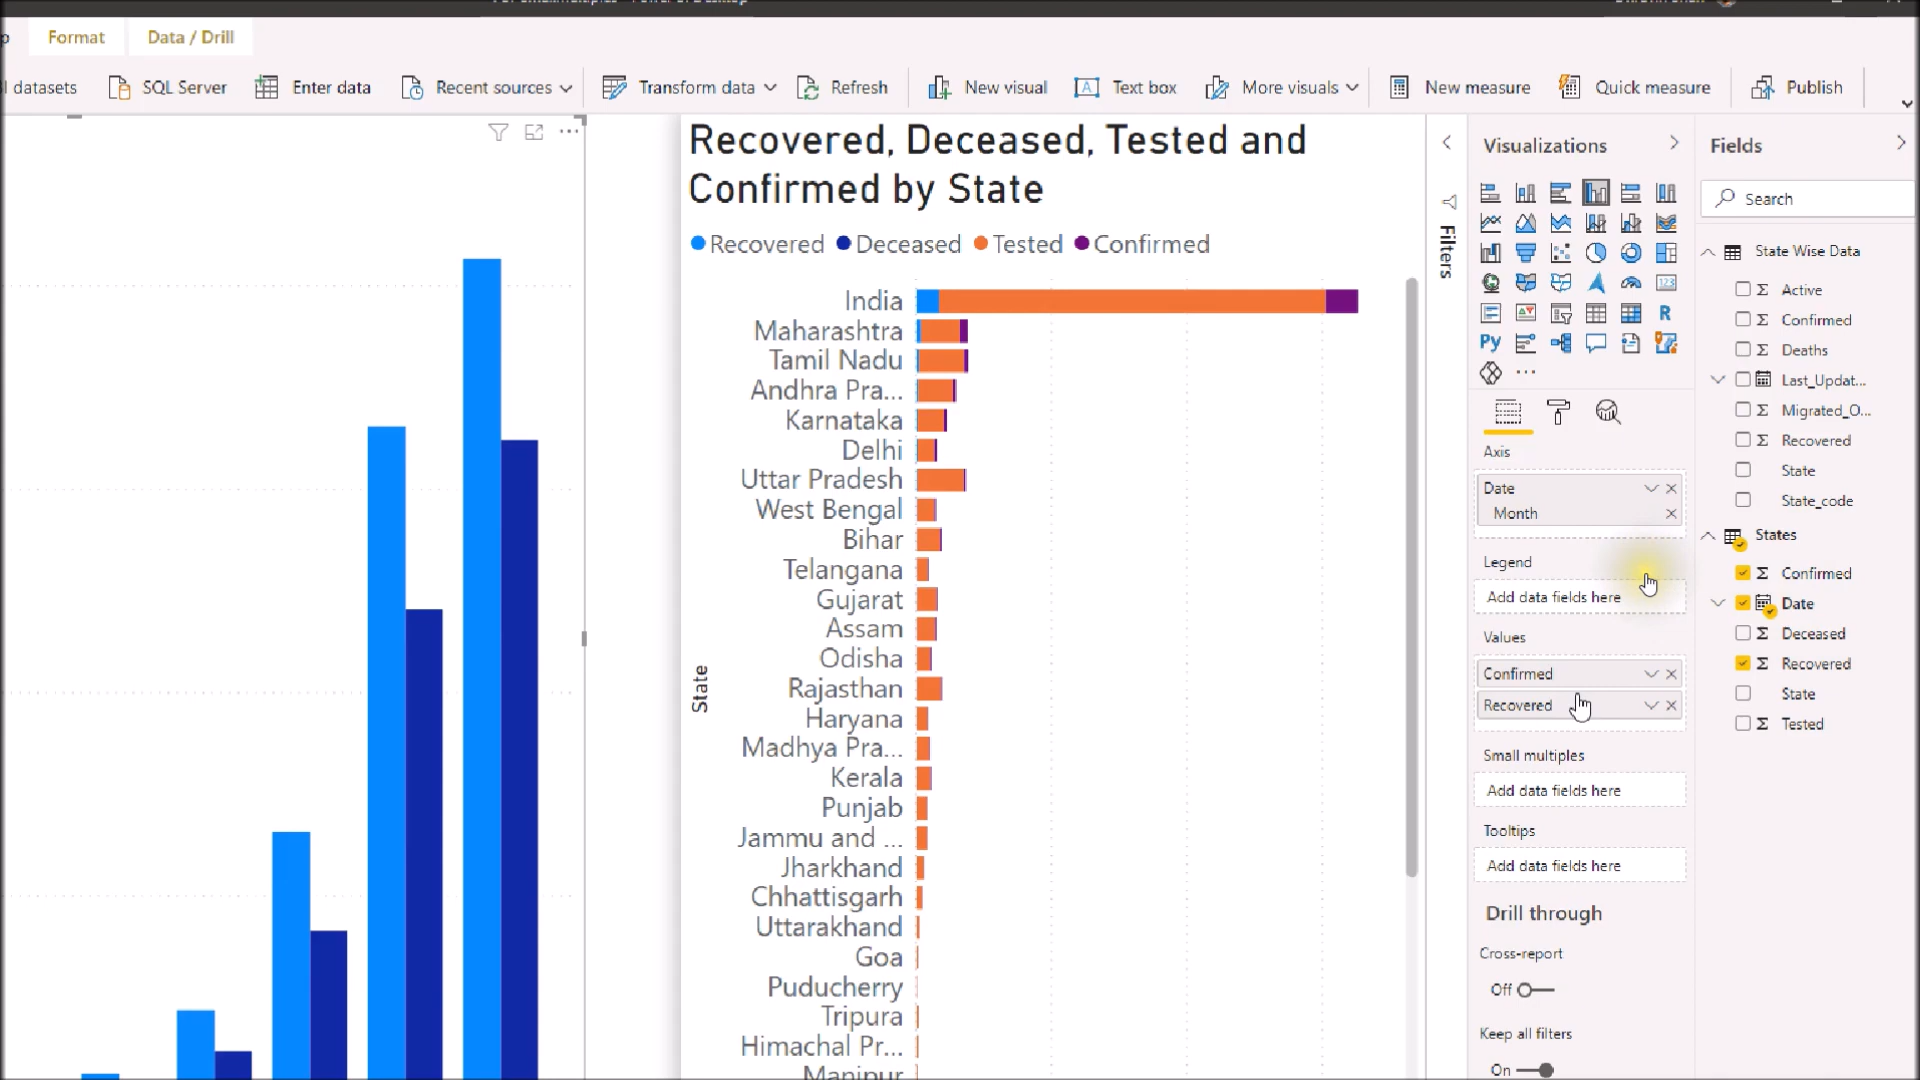 Format
Data / Drill
datasets
SQL Server
Enter data
Recent sources
Transform data
Refresh
New visual
Text box
More visuals
New measure
Quick measure
Publish
Recovered, Deceased, Tested and
Confirmed by State
Recovered Deceased Tested Confirmed
State
India
Maharashtra
Tamil Nadu
Andhra Pra...
Karnataka
Delhi
Uttar Pradesh
West Bengal
Bihar
Telangana
Gujarat
Assam
Odisha
Rajasthan
Haryana
Madhya Pra...
Kerala
Punjab
Jammu and ...
Jharkhand
Chhattisgarh
Uttarakhand
Goa
Puducherry
Tripura
Himachal Pr...
Manipur
Filters
Visualizations
123
R
Py
Axis
Date
Month
Legend
Add data fields here
Values
Confirmed
Recovered
Small multiples
Add data fields here
Tooltips
Add data fields here
Drill through
Cross-report
Off
Keep all filters
On
Fields
Search
State Wise Data
Σ Active
Σ Confirmed
Σ Deaths
Last_Updat...
Σ Migrated_O...
Σ Recovered
State
State_code
States
Σ Confirmed
Date
Σ Deceased
Σ Recovered
State
Σ Tested